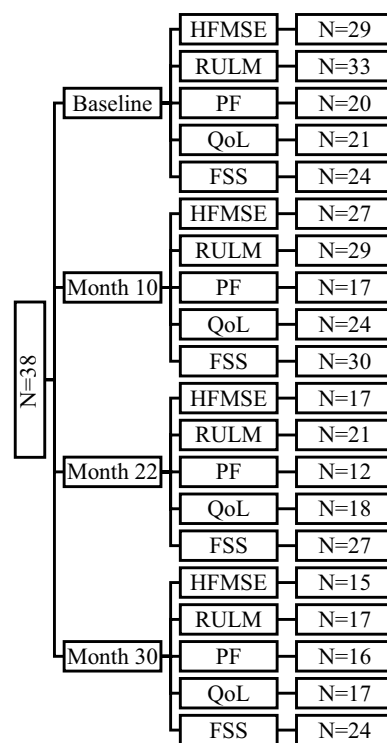 N=38
Baseline
HFMSE N=29
RULM N=33
PF N=20
QoL N=21
FSS N=24
Month 10
HFMSE N=27
RULM N=29
PF N=17
QoL N=24
FSS N=30
Month 22
HFMSE N=17
RULM N=21
PF N=12
QoL N=18
FSS N=27
Month 30
HFMSE N=15
RULM N=17
PF N=16
QoL N=17
FSS N=24